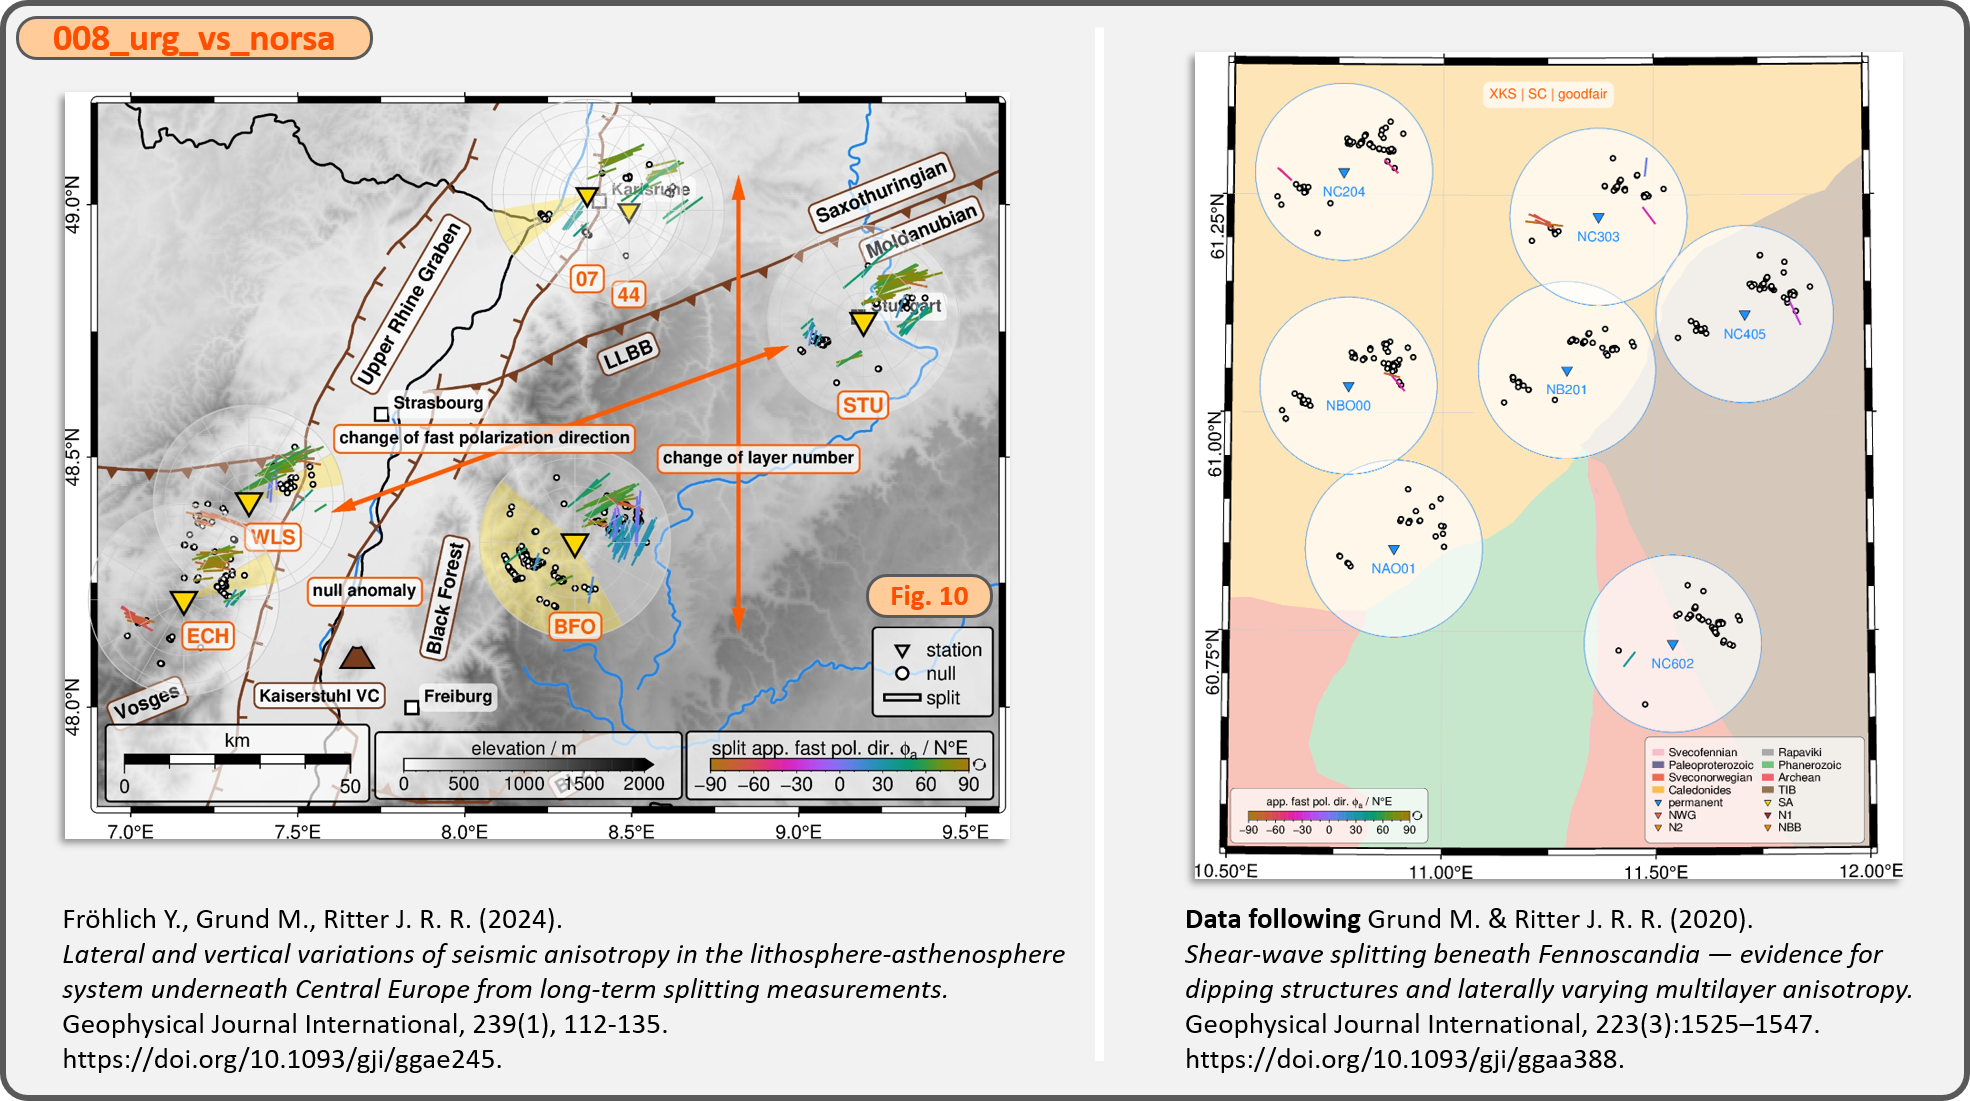 008_urg_vs_norsa
49.0°N
48.5°N
48.0°N
7.0°E
7.5°E
8.0°E
8.5°E
9.0°E
9.5°E
Karlsruhe
Saxothuringian
Moldanubian
Upper Rhine Graben
07
44
Stuttgart
LLBB
STU
Strasbourg
change of fast polarization direction
change of layer number
WLS
null anomaly
Black Forest
BFO
ECH
Fig. 10
station
null
split
Kaiserstuhl VC
Freiburg
Vosges
km
0
50
elevation / m
0 500 1000 1500 2000
split app. fast pol. dir. ϕa / N°E
−90 −60 −30 0 30 60 90
XKS | SC | goodfair
61.25°N
61.00°N
60.75°N
10.50°E
11.00°E
11.50°E
12.00°E
NC204
NC303
NC405
NBO00
NB201
NAO01
NC602
Svecofennian
Paleoproterozoic
Sveconorwegian
Caledonides
permanent
NWG
N2
Rapaviki
Phanerozoic
Archean
TIB
SA
N1
NBB
app. fast pol. dir. ϕa / N°E
−90 −60 −30 0 30 60 90
Fröhlich Y., Grund M., Ritter J. R. R. (2024).
Lateral and vertical variations of seismic anisotropy in the lithosphere-asthenosphere
system underneath Central Europe from long-term splitting measurements.
Geophysical Journal International, 239(1), 112-135.
https://doi.org/10.1093/gji/ggae245.
Data following Grund M. & Ritter J. R. R. (2020).
Shear-wave splitting beneath Fennoscandia — evidence for
dipping structures and laterally varying multilayer anisotropy.
Geophysical Journal International, 223(3):1525–1547.
https://doi.org/10.1093/gji/ggaa388.